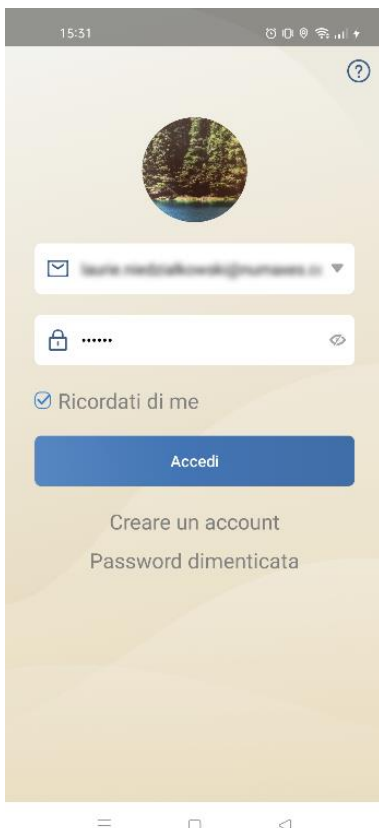 15:31
••••••
Ricordati di me
Accedi
Creare un account
Password dimenticata